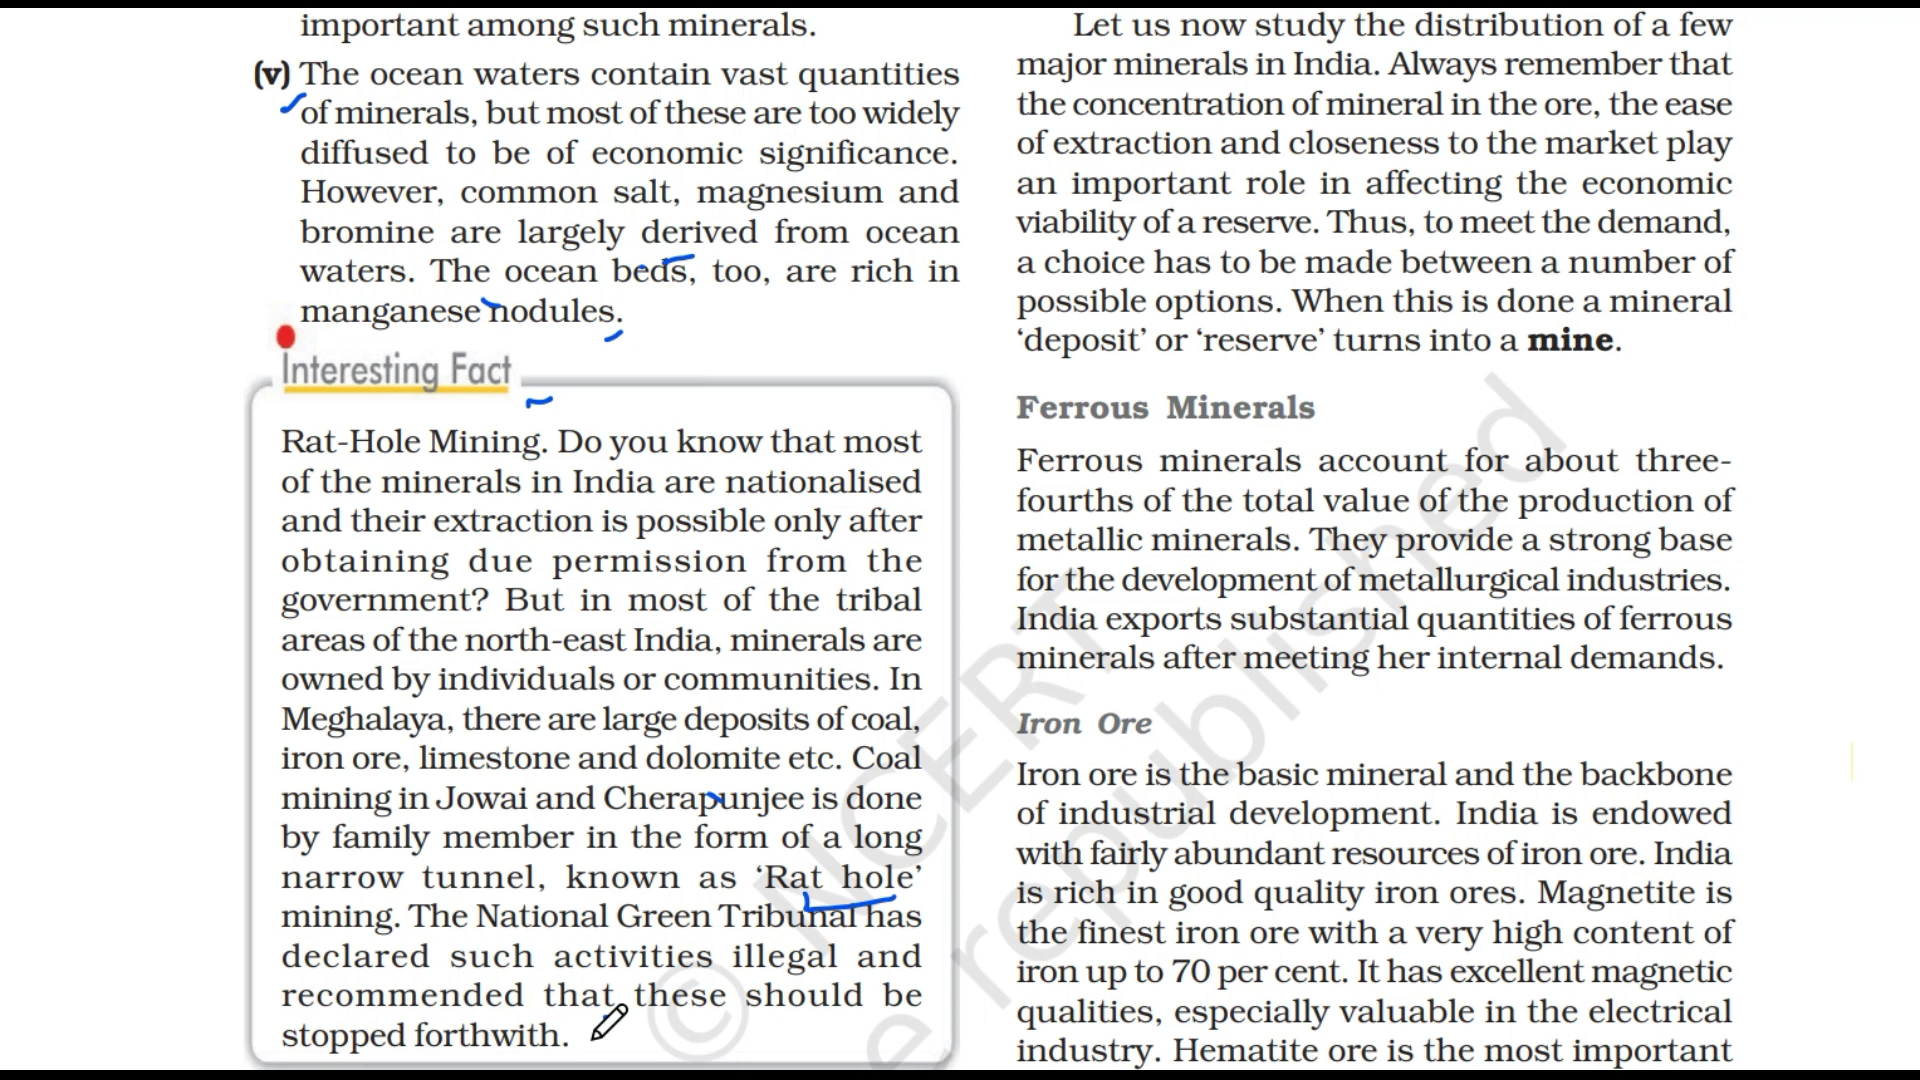 important among such minerals.
(v) The ocean waters contain vast quantities
of minerals, but most of these are too widely
diffused to be of economic significance.
However, common salt, magnesium and
bromine are largely derived from ocean
waters. The ocean beds, too, are rich in
manganese nodules.
Interesting Fact
Rat-Hole Mining. Do you know that most
of the minerals in India are nationalised
and their extraction is possible only after
obtaining due permission from the
government? But in most of the tribal
areas of the north-east India, minerals are
owned by individuals or communities. In
Meghalaya, there are large deposits of coal,
iron ore, limestone and dolomite etc. Coal
mining in Jowai and Cherapunjee is done
by family member in the form of a long
narrow tunnel, known as ‘Rat hole’
mining. The National Green Tribunal has
declared such activities illegal and
recommended that these should be
stopped forthwith.
Let us now study the distribution of a few
major minerals in India. Always remember that
the concentration of mineral in the ore, the ease
of extraction and closeness to the market play
an important role in affecting the economic
viability of a reserve. Thus, to meet the demand,
a choice has to be made between a number of
possible options. When this is done a mineral
‘deposit’ or ‘reserve’ turns into a mine.
Ferrous Minerals
Ferrous minerals account for about three-
fourths of the total value of the production of
metallic minerals. They provide a strong base
for the development of metallurgical industries.
India exports substantial quantities of ferrous
minerals after meeting her internal demands.
Iron Ore
Iron ore is the basic mineral and the backbone
of industrial development. India is endowed
with fairly abundant resources of iron ore. India
is rich in good quality iron ores. Magnetite is
the finest iron ore with a very high content of
iron up to 70 per cent. It has excellent magnetic
qualities, especially valuable in the electrical
industry. Hematite ore is the most important
© NCERT
e republished